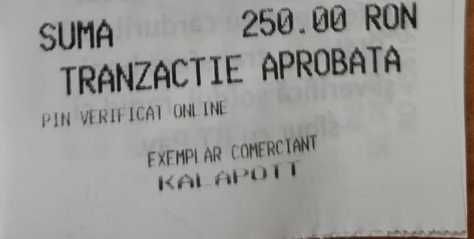 SUMA 250.00 RON
TRANZACTIE APROBATA
PIN VERIFICAT ONLINE
EXEMPLAR COMERCIANT
KALAPOTT